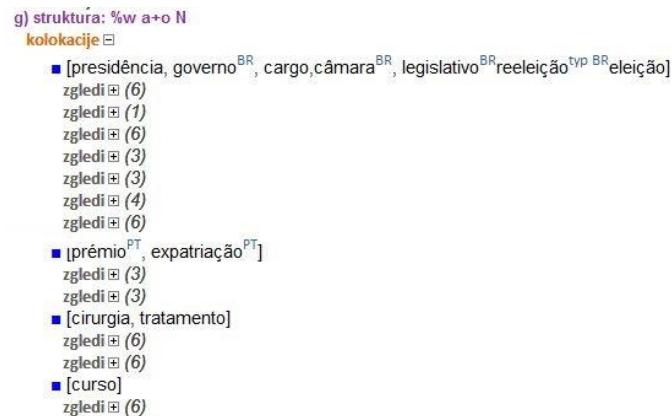 g) struktura: %w a+o N
kolokacije ⊟
■ [presidência, governo^BR, cargo,câmara^BR, legislativo^BR reeleição^typ BR eleição]
zgledi ⊞ (6)
zgledi ⊞ (1)
zgledi ⊞ (6)
zgledi ⊞ (3)
zgledi ⊞ (3)
zgledi ⊞ (4)
zgledi ⊞ (6)
■ [prémio^PT, expatriação^PT]
zgledi ⊞ (3)
zgledi ⊞ (3)
■ [cirurgia, tratamento]
zgledi ⊞ (6)
zgledi ⊞ (6)
■ [curso]
zgledi ⊞ (6)